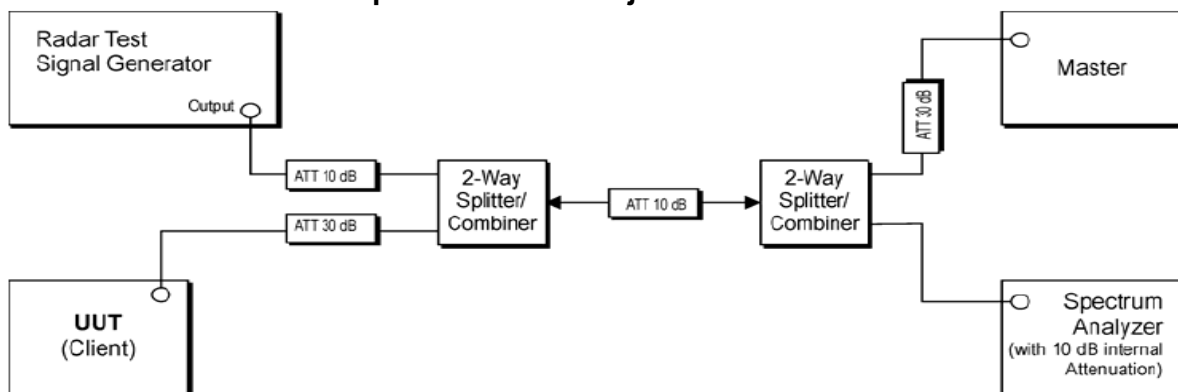 Radar Test
Signal Generator
Output
ATT 10 dB
ATT 30 dB
UUT
(Client)
2-Way
Splitter/
Combiner
ATT 10 dB
2-Way
Splitter/
Combiner
ATT 30 dB
Master
Spectrum
Analyzer
(with 10 dB internal
Attenuation)